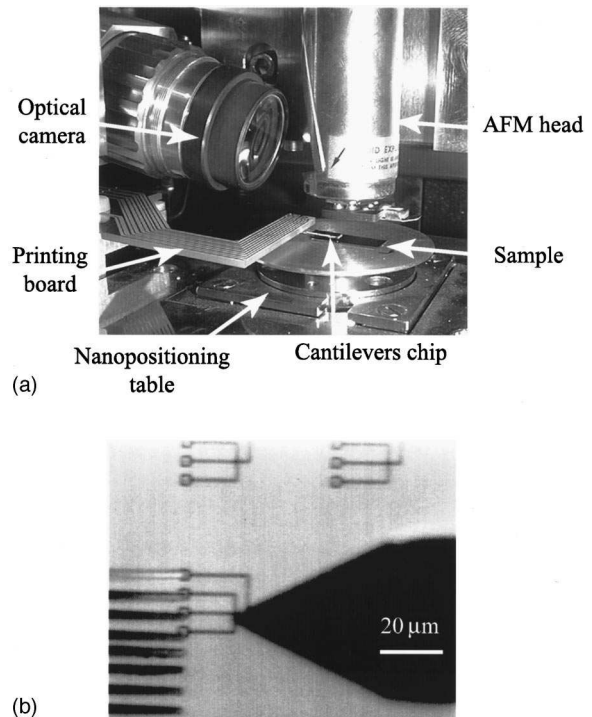 Optical
camera
AFM head
Printing
board
Sample
Nanopositioning
table
Cantilevers chip
(a)
20 μm
(b)